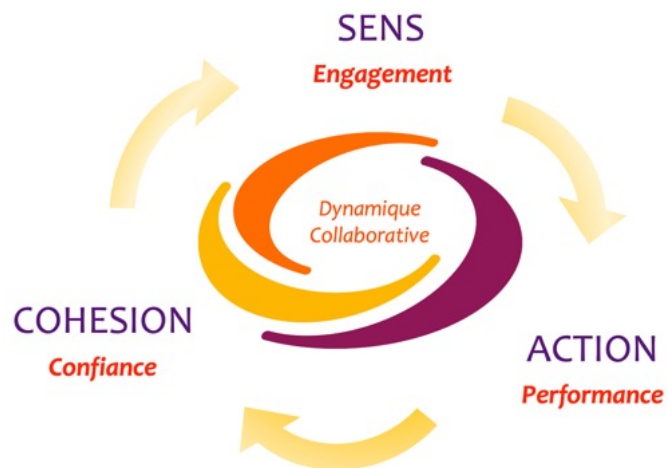 SENS
Engagement
Dynamique
Collaborative
COHESION
Confiance
ACTION
Performance